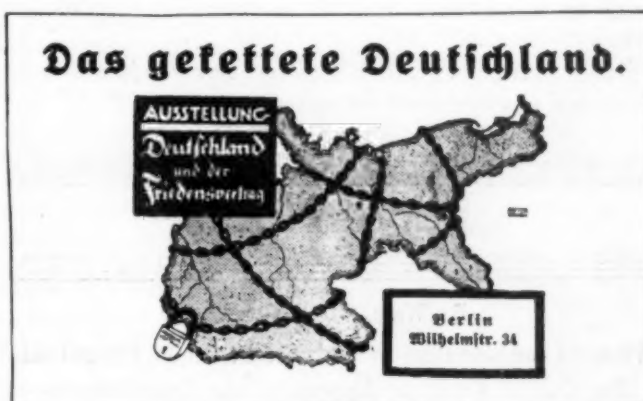 Das gekettete Deutschland.
AUSSTELLUNG
Deutschland
und der
Friedensvertrag
Berlin
Wilhelmstr. 34